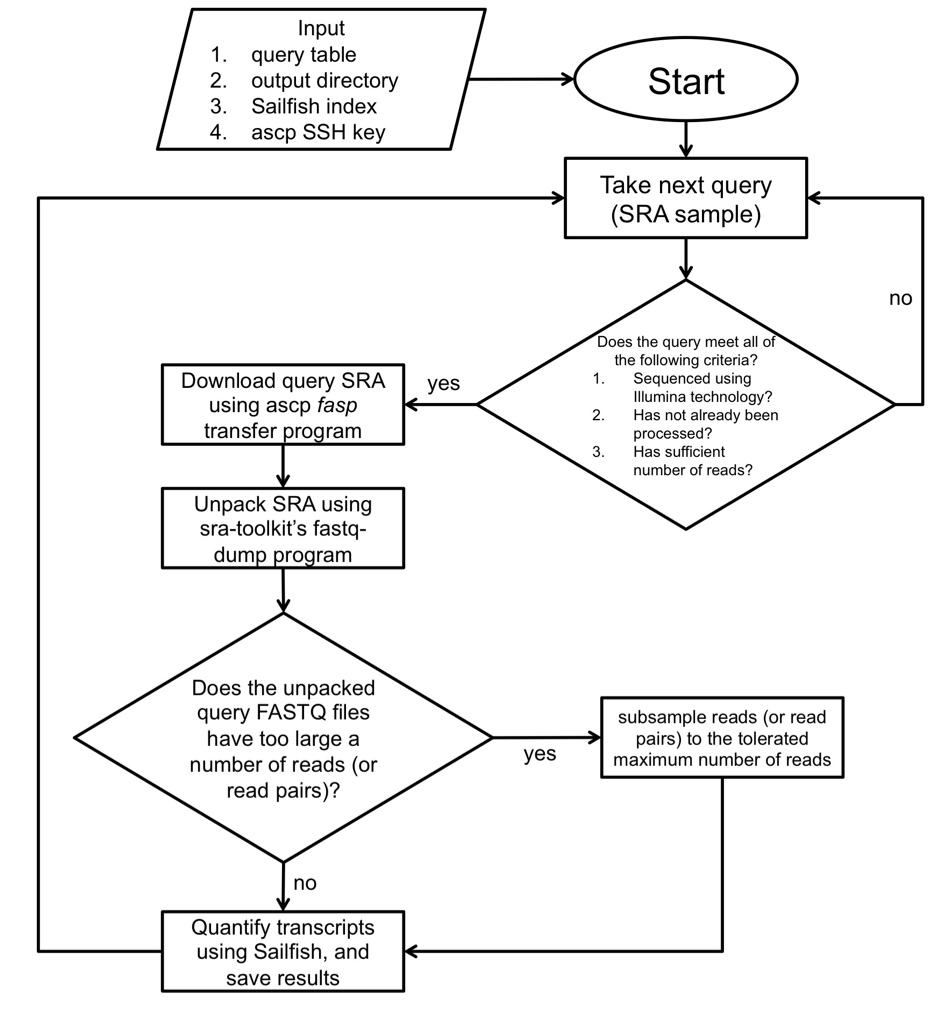 Input
1. query table
2. output directory
3. Sailfish index
4. ascp SSH key
Start
Take next query
(SRA sample)
no
Does the query meet all of
the following criteria?
1. Sequenced using
Illumina technology?
2. Has not already been
processed?
3. Has sufficient
number of reads?
yes
Download query SRA
using ascp fasp
transfer program
Unpack SRA using
sra-toolkit's fastq-
dump program
Does the unpacked
query FASTQ files
have too large a
number of reads (or
read pairs)?
yes
subsample reads (or read
pairs) to the tolerated
maximum number of reads
no
Quantify transcripts
using Sailfish, and
save results